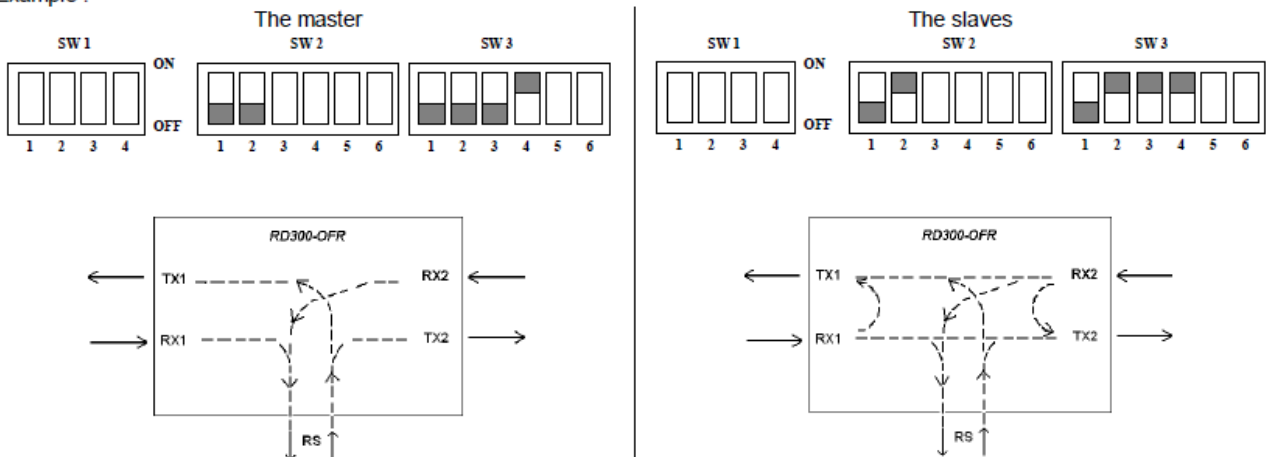 Example :
The master
SW 1 SW 2 SW 3
ON
OFF
1 2 3 4 1 2 3 4 5 6 1 2 3 4 5 6
RD300-OFR
TX1 RX2
RX1 TX2
RS
The slaves
SW 1 SW 2 SW 3
ON
OFF
1 2 3 4 1 2 3 4 5 6 1 2 3 4 5 6
RD300-OFR
TX1 RX2
RX1 TX2
RS